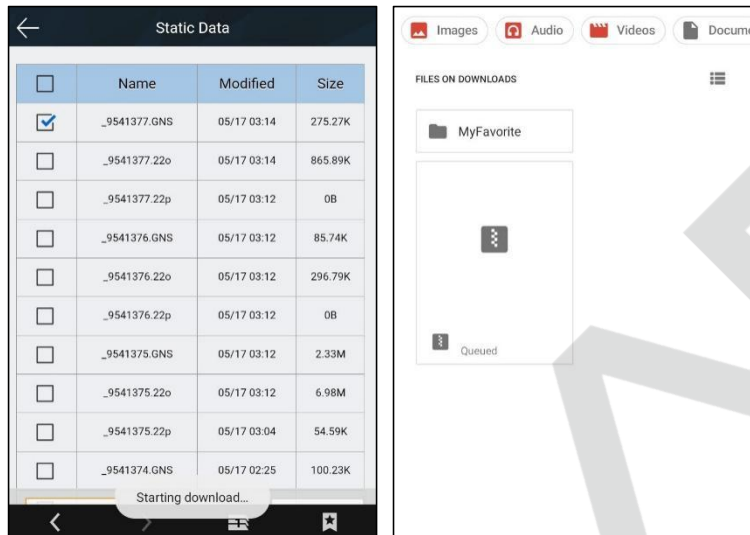 Static Data
Name Modified Size
_9541377.GNS 05/17 03:14 275.27K
_9541377.22o 05/17 03:14 865.89K
_9541377.22p 05/17 03:12 0B
_9541376.GNS 05/17 03:12 85.74K
_9541376.22o 05/17 03:12 296.79K
_9541376.22p 05/17 03:12 0B
_9541375.GNS 05/17 03:12 2.33M
_9541375.22o 05/17 03:12 6.98M
_9541375.22p 05/17 03:04 54.59K
_9541374.GNS 05/17 02:25 100.23K
Starting download...
Images Audio Videos Docume
FILES ON DOWNLOADS
MyFavorite
Queued